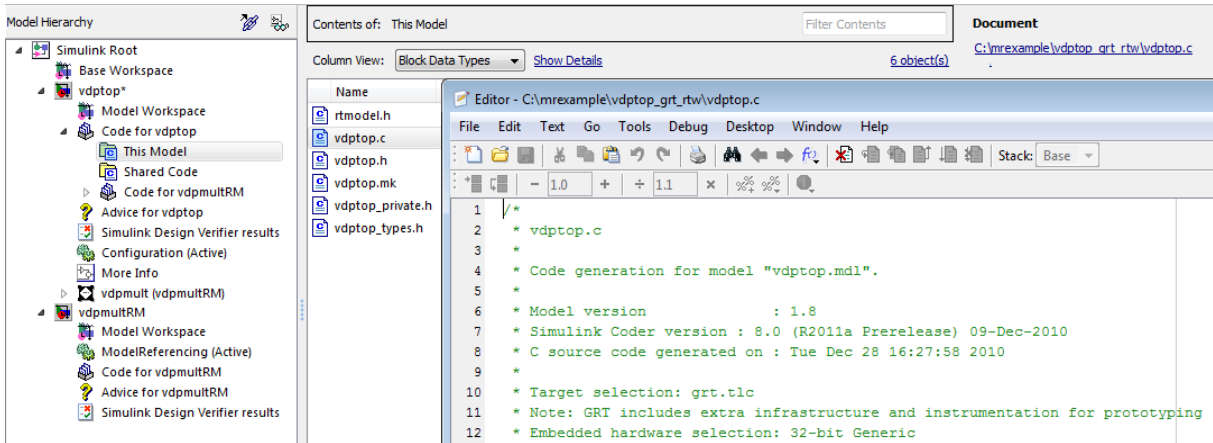 Model Hierarchy
Simulink Root
Base Workspace
vdptop*
Model Workspace
Code for vdptop
This Model
Shared Code
Code for vdpmultRM
Advice for vdptop
Simulink Design Verifier results
Configuration (Active)
More Info
vdpmult (vdpmultRM)
vdpmultRM
Model Workspace
ModelReferencing (Active)
Code for vdpmultRM
Advice for vdpmultRM
Simulink Design Verifier results
Contents of: This Model
Filter Contents
Column View: Block Data Types Show Details 6 object(s)
Name
rtmodel.h
vdptop.c
vdptop.h
vdptop.mk
vdptop_private.h
vdptop_types.h
Document
C:\mrexample\vdptop_grt_rtw\vdptop.c
.
Editor - C:\mrexample\vdptop_grt_rtw\vdptop.c
File Edit Text Go Tools Debug Desktop Window Help
Stack: Base
- 1.0 + ÷ 1.1 ×
1 /*
2 * vdptop.c
3 *
4 * Code generation for model "vdptop.mdl".
5 *
6 * Model version : 1.8
7 * Simulink Coder version : 8.0 (R2011a Prerelease) 09-Dec-2010
8 * C source code generated on : Tue Dec 28 16:27:58 2010
9 *
10 * Target selection: grt.tlc
11 * Note: GRT includes extra infrastructure and instrumentation for prototyping
12 * Embedded hardware selection: 32-bit Generic